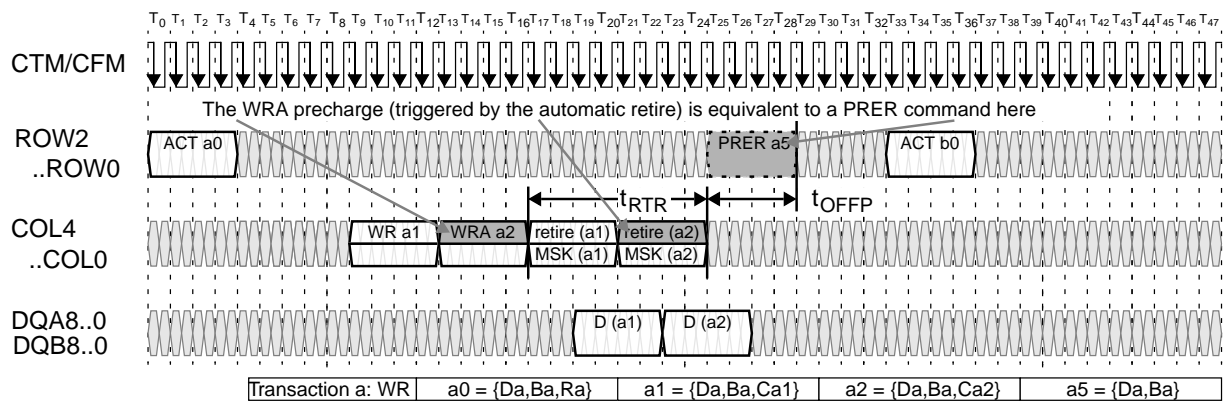 T0 T1 T2 T3 T4 T5 T6 T7 T8 T9 T10 T11 T12 T13 T14 T15 T16 T17 T18 T19 T20 T21 T22 T23 T24 T25 T26 T27 T28 T29 T30 T31 T32 T33 T34 T35 T36 T37 T38 T39 T40 T41 T42 T43 T44 T45 T46 T47
CTM/CFM
The WRA precharge (triggered by the automatic retire) is equivalent to a PRER command here
ROW2
..ROW0
ACT a0 PRER a5 ACT b0
tRTR tOFFP
COL4
..COL0
WR a1 WRA a2 retire (a1) retire (a2)
MSK (a1) MSK (a2)
DQA8..0
DQB8..0
D (a1) D (a2)
Transaction a: WR a0 = {Da,Ba,Ra} a1 = {Da,Ba,Ca1} a2 = {Da,Ba,Ca2} a5 = {Da,Ba}